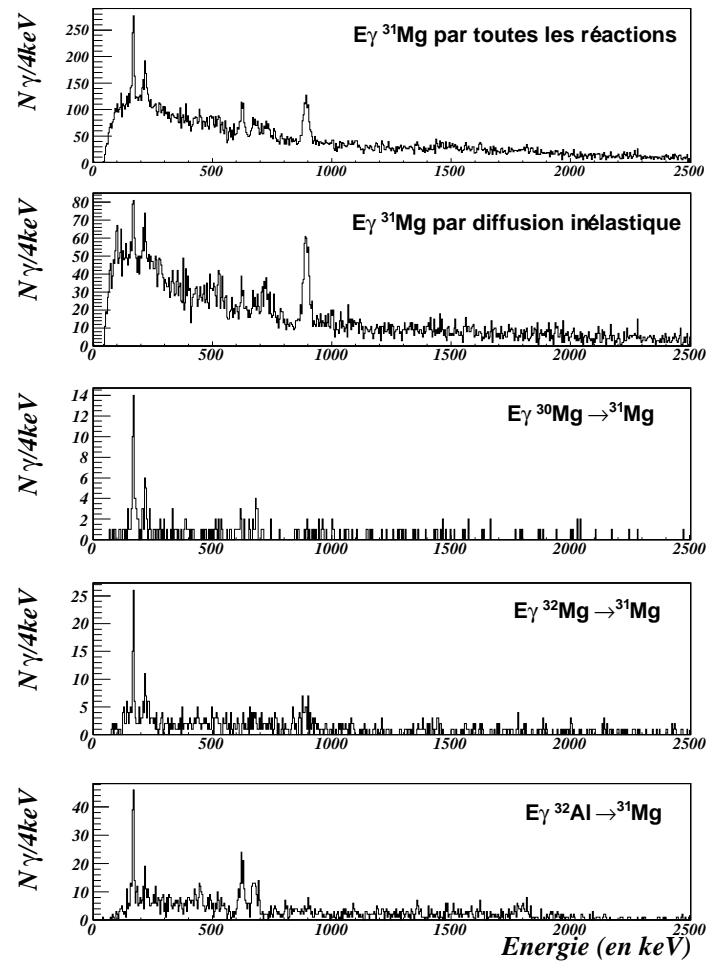 Nγ/4keV
Eγ ³¹Mg par toutes les réactions
250
200
150
100
50
0
0 500 1000 1500 2000 2500
Nγ/4keV
Eγ ³¹Mg par diffusion inélastique
80
70
60
50
40
30
20
10
0
0 500 1000 1500 2000 2500
Nγ/4keV
Eγ ³⁰Mg →³¹Mg
14
12
10
8
6
4
2
0
0 500 1000 1500 2000 2500
Nγ/4keV
Eγ ³²Mg →³¹Mg
25
20
15
10
5
0
0 500 1000 1500 2000 2500
Nγ/4keV
Eγ ³²Al →³¹Mg
40
30
20
10
0
0 500 1000 1500 2000 2500
Energie (en keV)